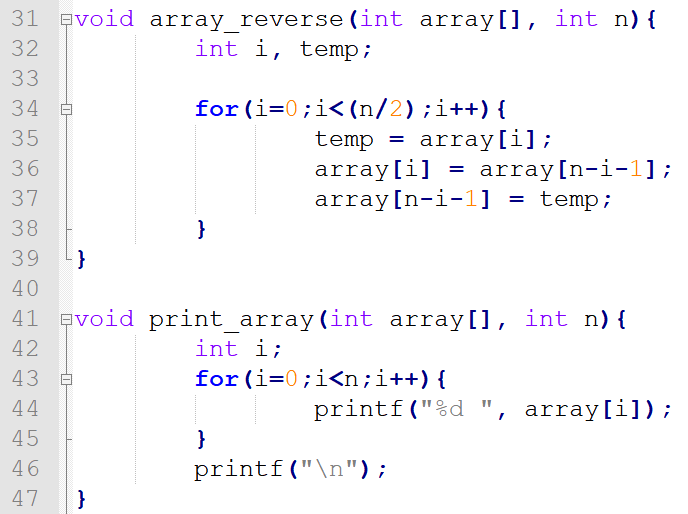 31 void array_reverse(int array[], int n){
32 int i, temp;
33
34 for(i=0;i<(n/2);i++){
35 temp = array[i];
36 array[i] = array[n-i-1];
37 array[n-i-1] = temp;
38 }
39 }
40
41 void print_array(int array[], int n){
42 int i;
43 for(i=0;i<n;i++){
44 printf("%d ", array[i]);
45 }
46 printf("\n");
47 }